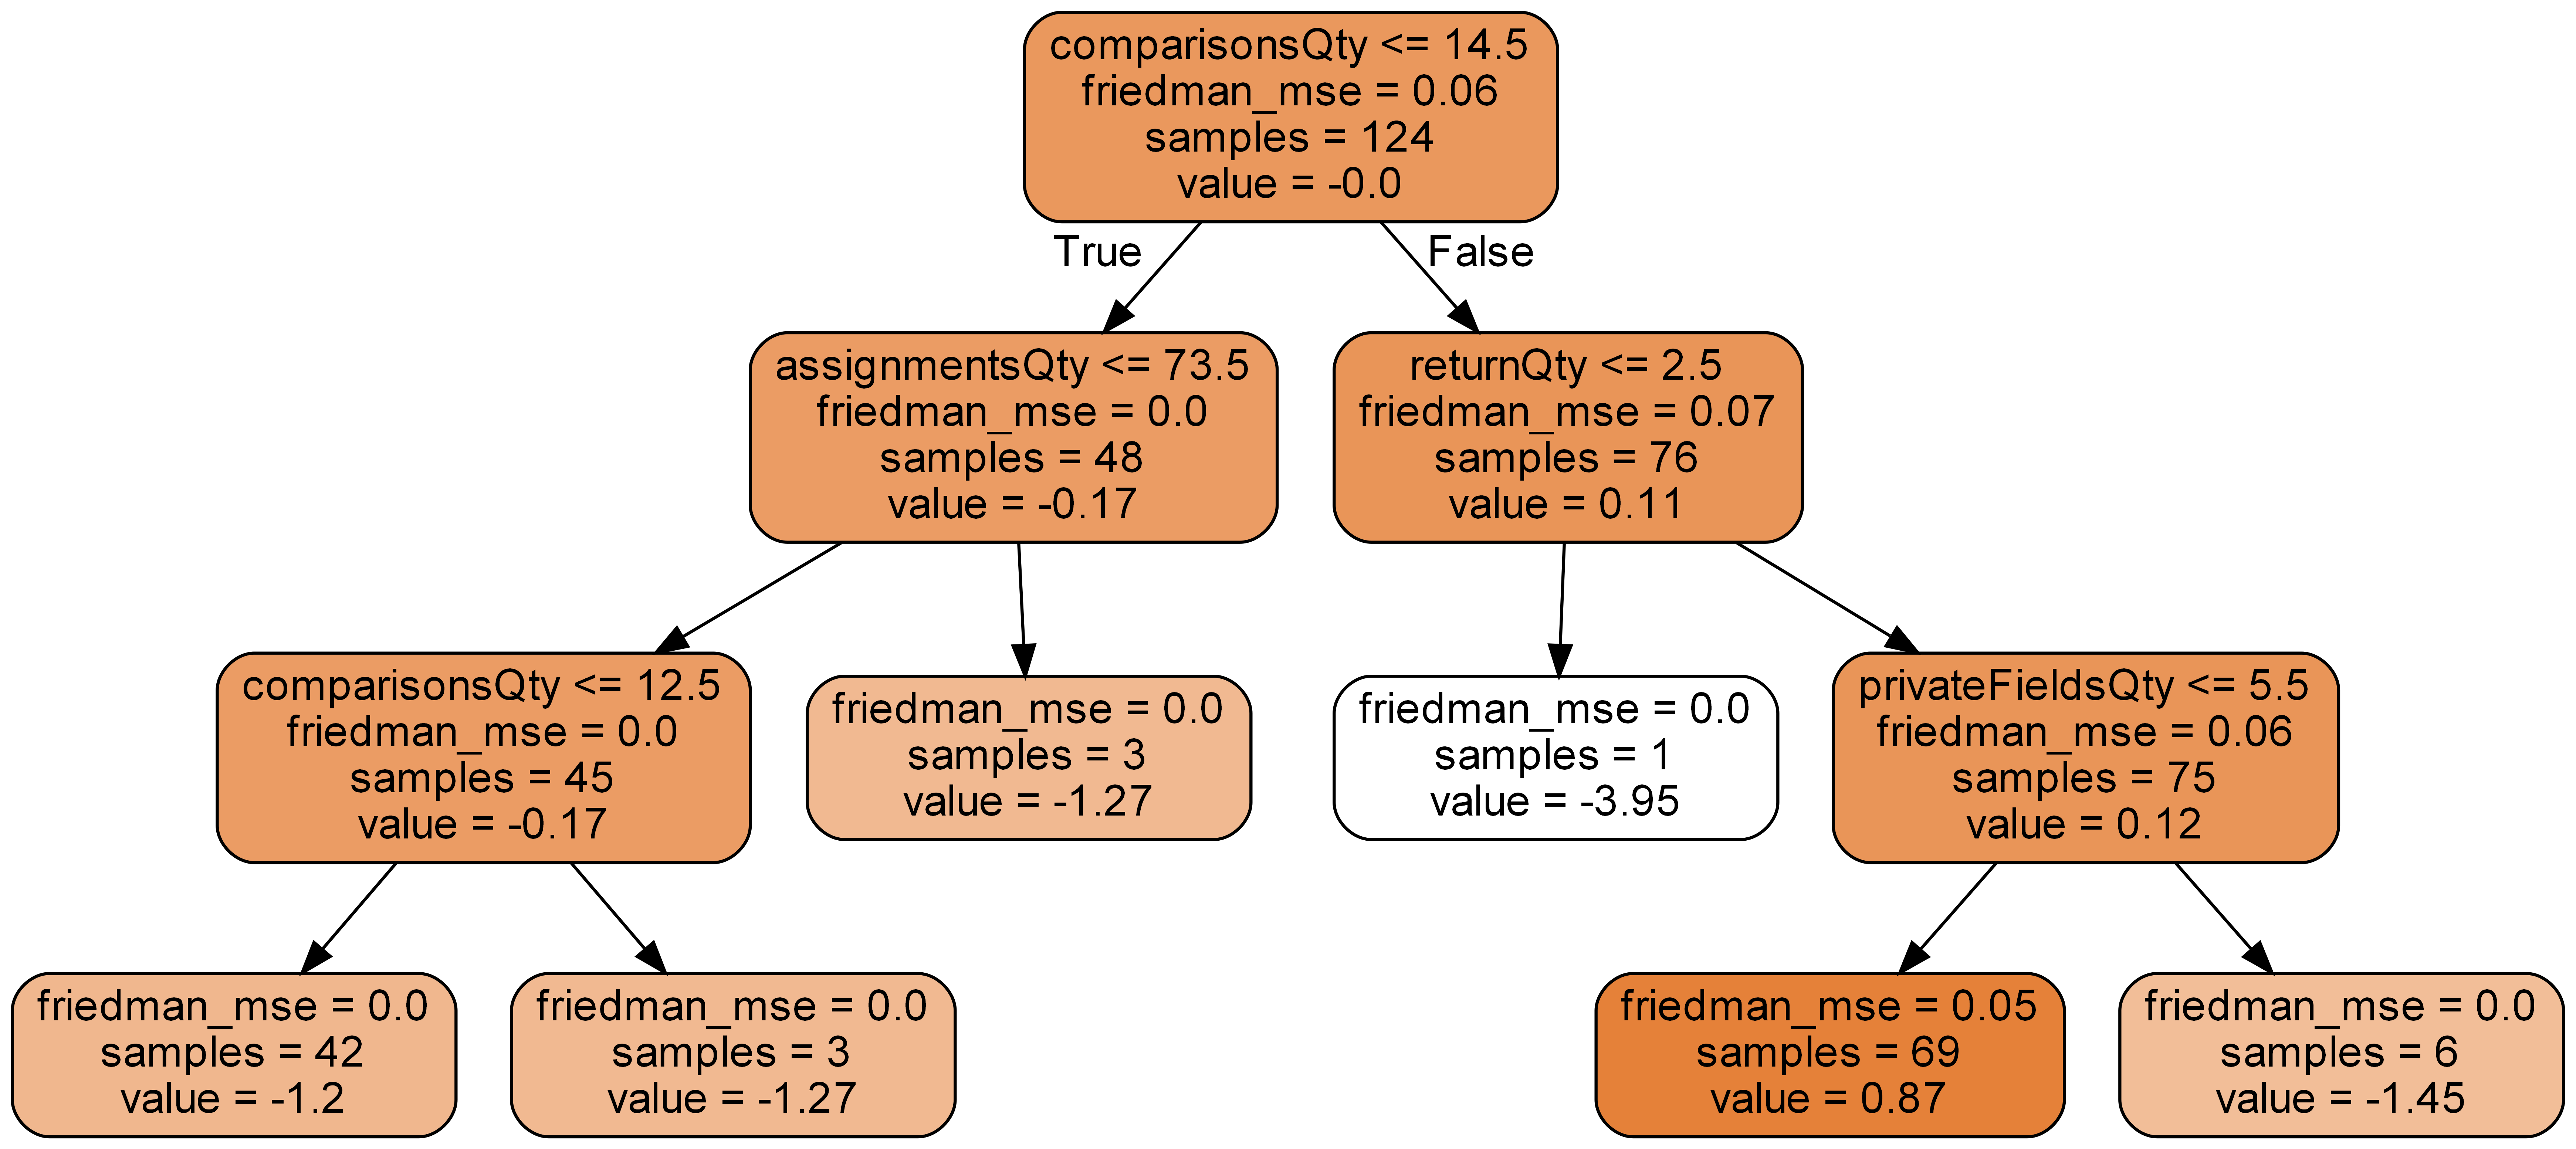 comparisonsQty <= 14.5
friedman_mse = 0.06
samples = 124
value = -0.0
True
False
assignmentsQty <= 73.5
friedman_mse = 0.0
samples = 48
value = -0.17
returnQty <= 2.5
friedman_mse = 0.07
samples = 76
value = 0.11
comparisonsQty <= 12.5
friedman_mse = 0.0
samples = 45
value = -0.17
friedman_mse = 0.0
samples = 3
value = -1.27
friedman_mse = 0.0
samples = 1
value = -3.95
privateFieldsQty <= 5.5
friedman_mse = 0.06
samples = 75
value = 0.12
friedman_mse = 0.0
samples = 42
value = -1.2
friedman_mse = 0.0
samples = 3
value = -1.27
friedman_mse = 0.05
samples = 69
value = 0.87
friedman_mse = 0.0
samples = 6
value = -1.45